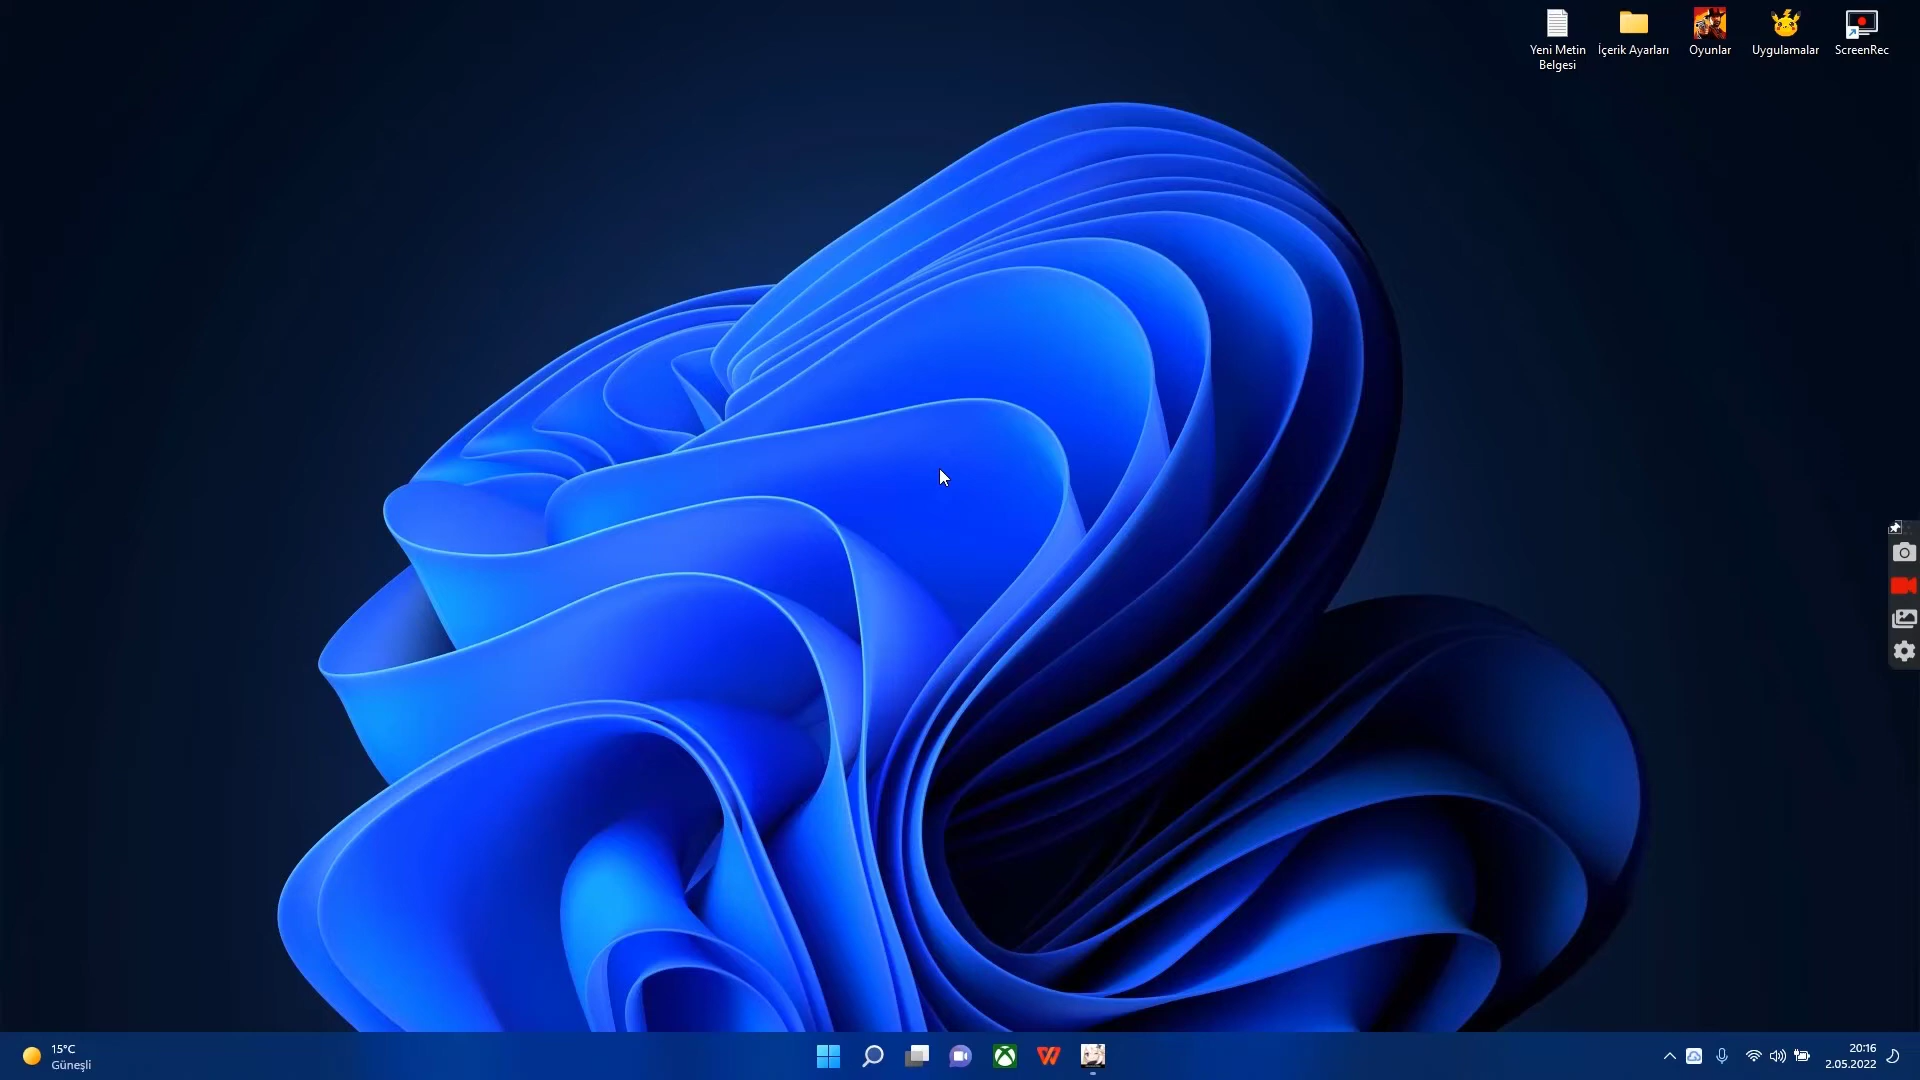 Yeni Metin
Belgesi
İçerik Ayarları
Oyunlar
Uygulamalar
ScreenRec
15°C
Güneşli
20:16
2.05.2022